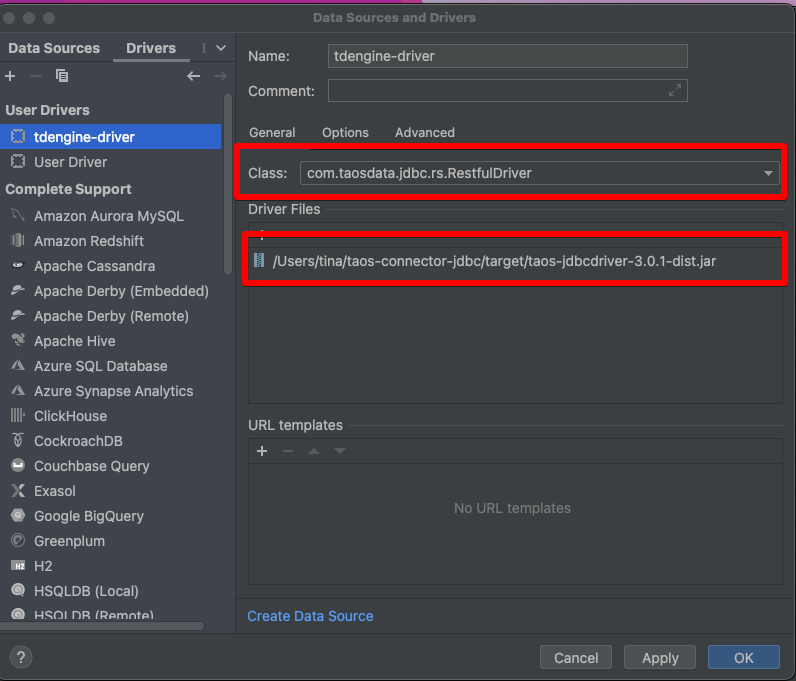 Data Sources and Drivers
Data Sources
Drivers
User Drivers
tdengine-driver
User Driver
Complete Support
Amazon Aurora MySQL
Amazon Redshift
Apache Cassandra
Apache Derby (Embedded)
Apache Derby (Remote)
Apache Hive
Azure SQL Database
Azure Synapse Analytics
ClickHouse
CockroachDB
Couchbase Query
Exasol
Google BigQuery
Greenplum
H2
HSQLDB (Local)
HSQLDB (Remote)
Name: tdengine-driver
Comment:
General Options Advanced
Class: com.taosdata.jdbc.rs.RestfulDriver
Driver Files
/Users/tina/taos-connector-jdbc/target/taos-jdbcdriver-3.0.1-dist.jar
URL templates
No URL templates
Create Data Source
?
Cancel Apply OK